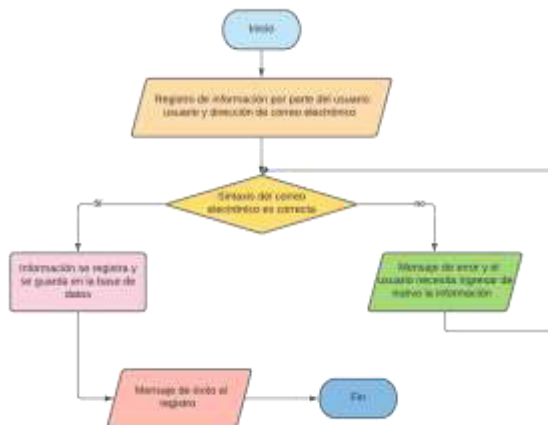 Inicio
Registro de información por parte del usuario:
usuario y dirección de correo electrónico
Sintaxis del correo
electrónico es correcta
si
no
Información se registra y
se guarda en la base de
datos
Mensaje de error y el
usuario necesita ingresar de
nuevo la información
Mensaje de éxito al
registro
Fin